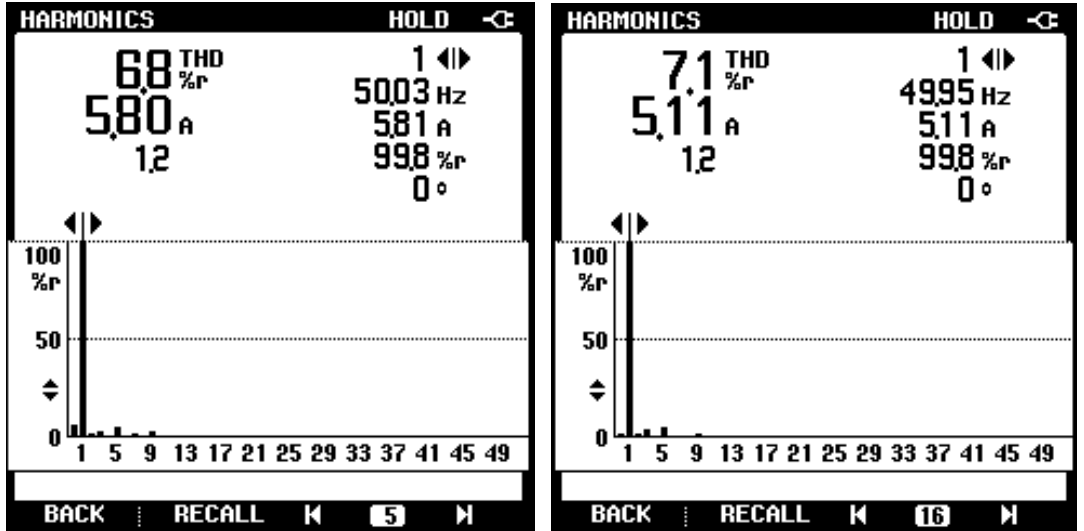 HARMONICS HOLD
6.8 THD %r 1
5.80 A 50.03 Hz
1.2 5.81 A
99.8 %r
0 °
100
%r
50
0
1 5 9 13 17 21 25 29 33 37 41 45 49
BACK RECALL 5
HARMONICS HOLD
7.1 THD %r 1
5.11 A 49.95 Hz
1.2 5.11 A
99.8 %r
0 °
100
%r
50
0
1 5 9 13 17 21 25 29 33 37 41 45 49
BACK RECALL 16